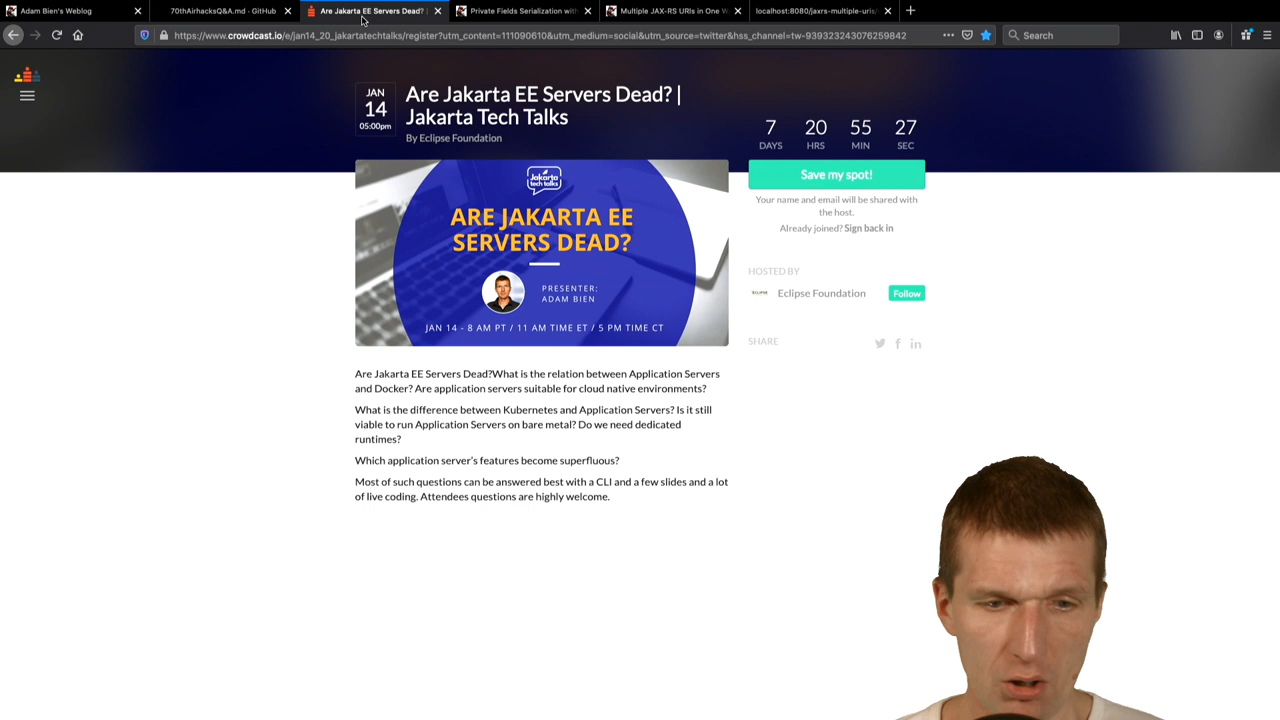 Adam Bien's Weblog
70thAirhacksQ&A.md · GitHub
Are Jakarta EE Servers Dead? |
Private Fields Serialization with
Multiple JAX-RS URIs in One W
localhost:8080/jaxrs-multiple-uris/
https://www.crowdcast.io/e/jan14_20_jakartatechtalks/register?utm_content=111090610&utm_medium=social&utm_source=twitter&hss_channel=tw-939323243076259842
Search
JAN
14
05:00pm
Are Jakarta EE Servers Dead? |
Jakarta Tech Talks
By Eclipse Foundation
7 20 55 27
DAYS HRS MIN SEC
Save my spot!
Your name and email will be shared with
the host.
Already joined? Sign back in
HOSTED BY
ECLIPSE
Eclipse Foundation
Follow
SHARE
Jakarta
tech talks
ARE JAKARTA EE
SERVERS DEAD?
PRESENTER:
ADAM BIEN
JAN 14 - 8 AM PT / 11 AM TIME ET / 5 PM TIME CT
Are Jakarta EE Servers Dead?What is the relation between Application Servers
and Docker? Are application servers suitable for cloud native environments?
What is the difference between Kubernetes and Application Servers? Is it still
viable to run Application Servers on bare metal? Do we need dedicated
runtimes?
Which application server's features become superfluous?
Most of such questions can be answered best with a CLI and a few slides and a lot
of live coding. Attendees questions are highly welcome.